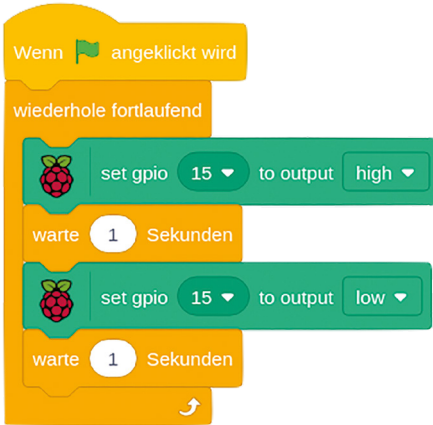 Wenn angeklickt wird
wiederhole fortlaufend
set gpio 15 to output high
warte 1 Sekunden
set gpio 15 to output low
warte 1 Sekunden